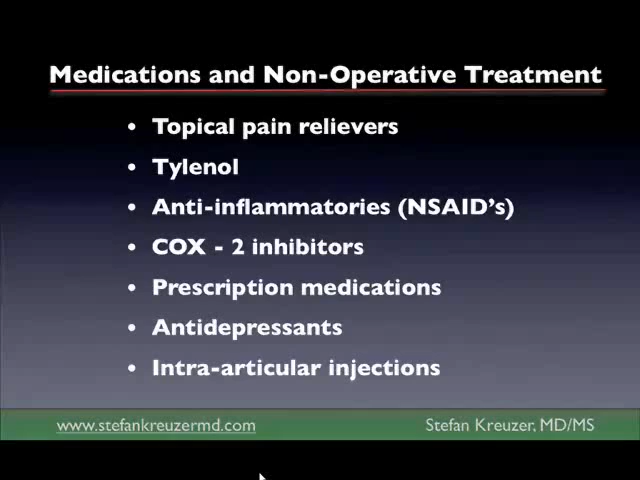 Medications and Non-Operative Treatment
• Topical pain relievers
• Tylenol
• Anti-inflammatories (NSAID's)
• COX - 2 inhibitors
• Prescription medications
• Antidepressants
• Intra-articular injections
www.stefankreuzermd.com Stefan Kreuzer, MD/MS